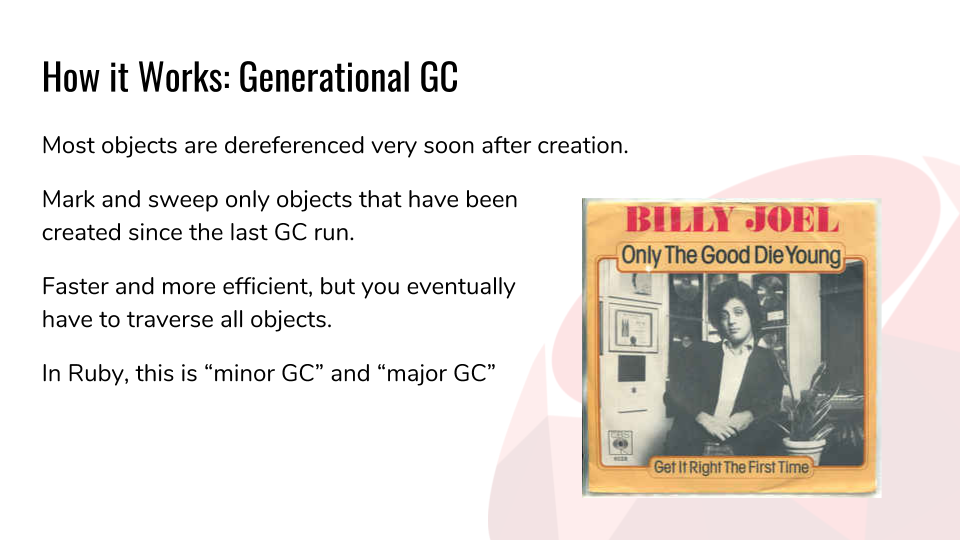 How it Works: Generational GC
Most objects are dereferenced very soon after creation.
Mark and sweep only objects that have been
created since the last GC run.
Faster and more efficient, but you eventually
have to traverse all objects.
In Ruby, this is “minor GC” and “major GC”
BILLY JOEL
Only The Good Die Young
CBS
Get It Right The First Time